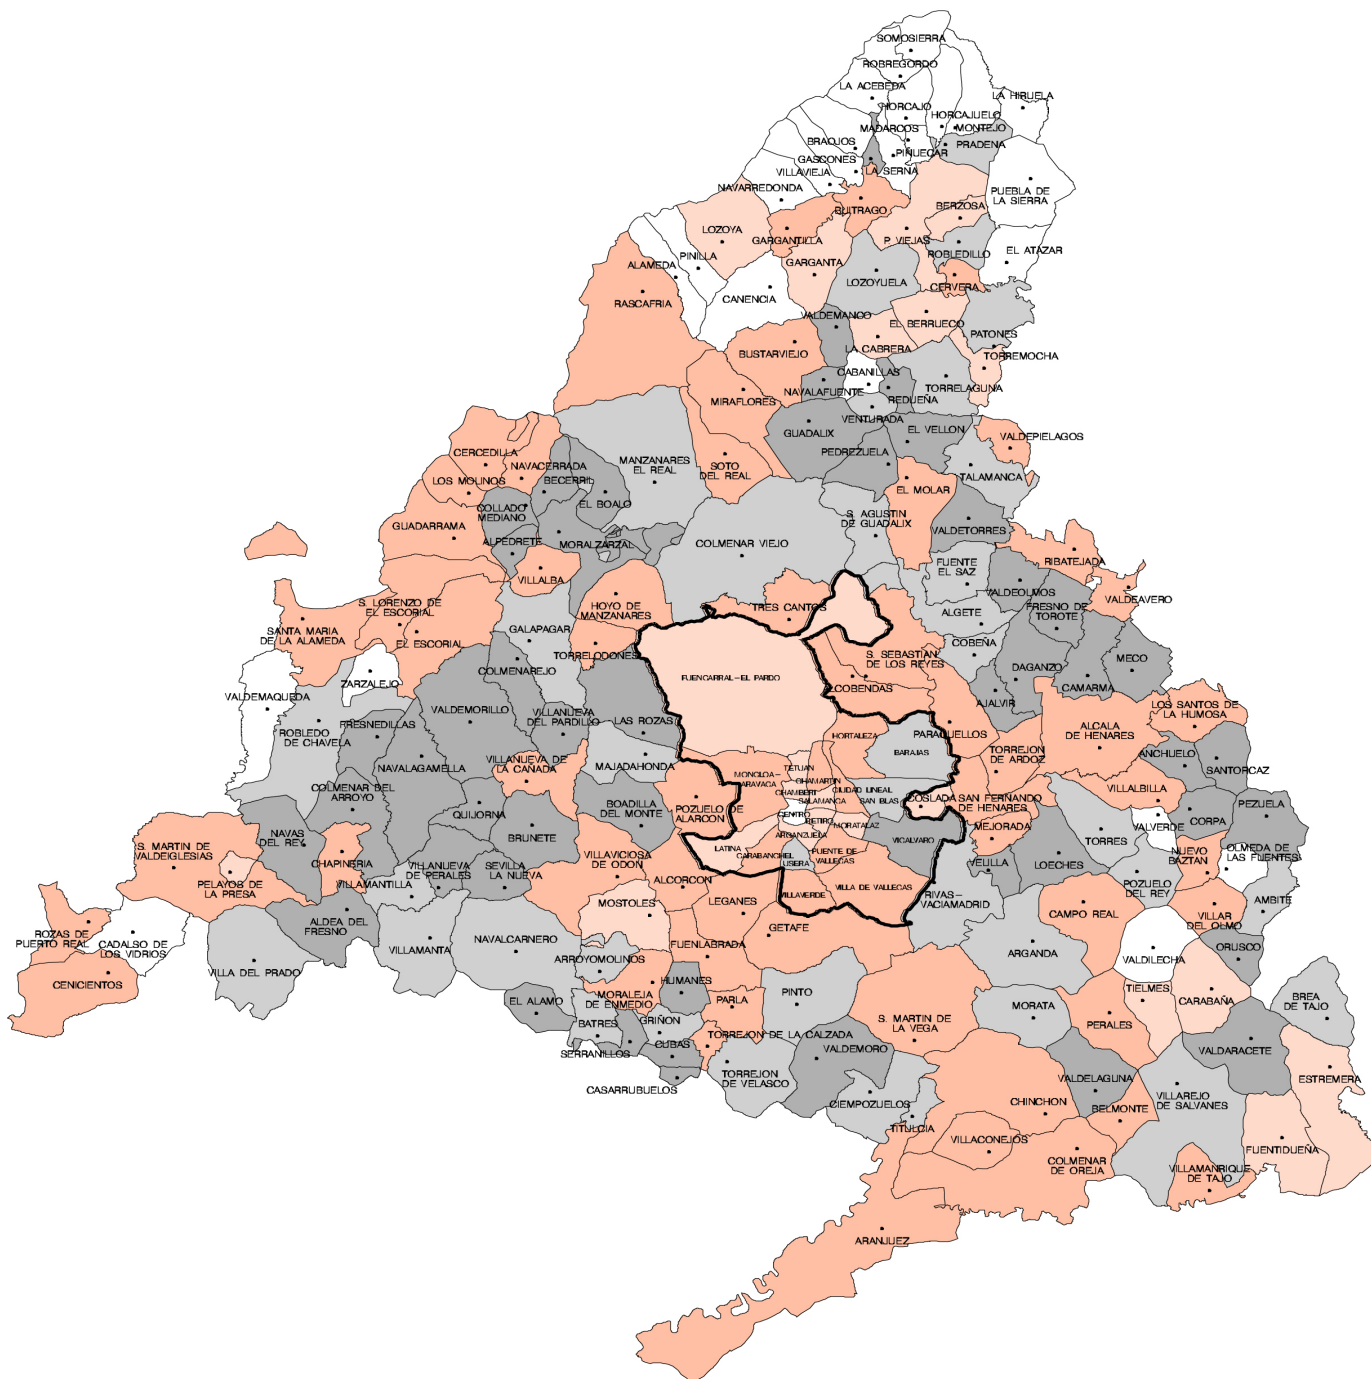 SOMOSIERRA
ROBREGORDO
LA ACEBEDA
LA HIRUELA
HORCAJO
HORCAJUELO
MADARCOS
MONTEJO
BRAOJOS
PIÑUECAR
PRADENA
GASCONES
LA SERNA
VILLAVIEJA
NAVARREDONDA
PUEBLA DE
LA SIERRA
BUITRAGO
BERZOSA
LOZOYA
GARGANTILLA
P. VIEJAS
ROBLEDILLO
EL ATAZAR
ALAMEDA
PINILLA
GARGANTA
LOZOYUELA
CERVERA
RASCAFRIA
CANENCIA
VALDEMANCO
EL BERRUECO
PATONES
BUSTARVIEJO
LA CABRERA
TORREMOCHA
CABANILLAS
NAVALAFUENTE
TORRELAGUNA
MIRAFLORES
REDUEÑA
VENTURADA
GUADALIX
EL VELLON
VALDEPIELAGOS
CERCEDILLA
NAVACERRADA
MANZANARES
EL REAL
SOTO
DEL REAL
PEDREZUELA
TALAMANCA
LOS MOLINOS
BECERRIL
EL BOALO
EL MOLAR
COLLADO
MEDIANO
GUADARRAMA
S. AGUSTIN
DE GUADALIX
VALDETORRES
ALPEDRETE
MORALZARZAL
COLMENAR VIEJO
RIBATEJADA
VILLALBA
FUENTE
EL SAZ
VALDEOLMOS
VALDEAVERO
S. LORENZO DE
EL ESCORIAL
HOYO DE
MANZANARES
TRES CANTOS
ALGETE
FRESNO DE
TOROTE
SANTA MARIA
DE LA ALAMEDA
EL ESCORIAL
GALAPAGAR
TORRELODONES
S. SEBASTIAN
DE LOS REYES
COBEÑA
DAGANZO
MECO
CAMARMA
ZARZALEJO
COLMENAREJO
FUENCARRAL-EL PARDO
ALCOBENDAS
AJALVIR
VALDEMAQUEDA
VALDEMORILLO
VILLANUEVA
DEL PARDILLO
LAS ROZAS
LOS SANTOS DE
LA HUMOSA
ROBLEDO
DE CHAVELA
FRESNEDILLAS
HORTALEZA
PARACUELLOS
ALCALA
DE HENARES
BARAJAS
MAJADAHONDA
TORREJON
DE ARDOZ
ANCHUELO
SANTORCAZ
NAVALAGAMELLA
VILLANUEVA DE
LA CAÑADA
TETUAN
MONCLOA-
ARAVACA
CHAMARTIN
COLMENAR DEL
ARROYO
CHAMBERI
CIUDAD LINEAL
SALAMANCA
SAN BLAS
COSLADA
SAN FERNANDO
DE HENARES
VILLALBILLA
PEZUELA
BOADILLA
DEL MONTE
POZUELO DE
ALARCON
CENTRO
RETIRO
MORATALAZ
MEJORADA
VALVERDE
CORPA
QUIJORNA
BRUNETE
ARGANZUELA
VICALVARO
TORRES
NAVAS
DEL REY
S. MARTIN DE
VALDEIGLESIAS
CHAPINERIA
LATINA
CARABANCHEL
USERA
PUENTE DE
VALLECAS
VELILLA
LOECHES
NUEVO
BAZTAN
OLMEDA DE
LAS FUENTES
PELAYOS DE
LA PRESA
VILLAMANTILLA
VILLANUEVA
DE PERALES
SEVILLA
LA NUEVA
VILLAVICIOSA
DE ODON
ALCORCON
VILLAVERDE
VILLA DE VALLECAS
RIVAS-
VACIAMADRID
POZUELO
DEL REY
AMBITE
MOSTOLES
LEGANES
CAMPO REAL
VILLAR
DEL OLMO
ROZAS DE
PUERTO REAL
CADALSO DE
LOS VIDRIOS
ALDEA DEL
FRESNO
GETAFE
VILLAMANTA
NAVALCARNERO
FUENLABRADA
ARGANDA
VALDILECHA
ORUSCO
VILLA DEL PRADO
ARROYOMOLINOS
CENICIENTOS
HUMANES
EL ALAMO
MORALEJA
DE ENMEDIO
PARLA
PINTO
MORATA
TIELMES
CARABAÑA
BREA
DE TAJO
S. MARTIN DE
LA VEGA
PERALES
BATRES
GRIÑON
TORREJON DE LA CALZADA
CUBAS
SERRANILLOS
VALDEMORO
VALDARACETE
ESTREMERA
CASARRUBUELOS
TORREJON
DE VELASCO
VALDELAGUNA
CIEMPOZUELOS
CHINCHON
VILLAREJO
DE SALVANES
BELMONTE
TITULCIA
VILLACONEJOS
FUENTIDUEÑA
COLMENAR
DE OREJA
VILLAMANRIQUE
DE TAJO
ARANJUEZ